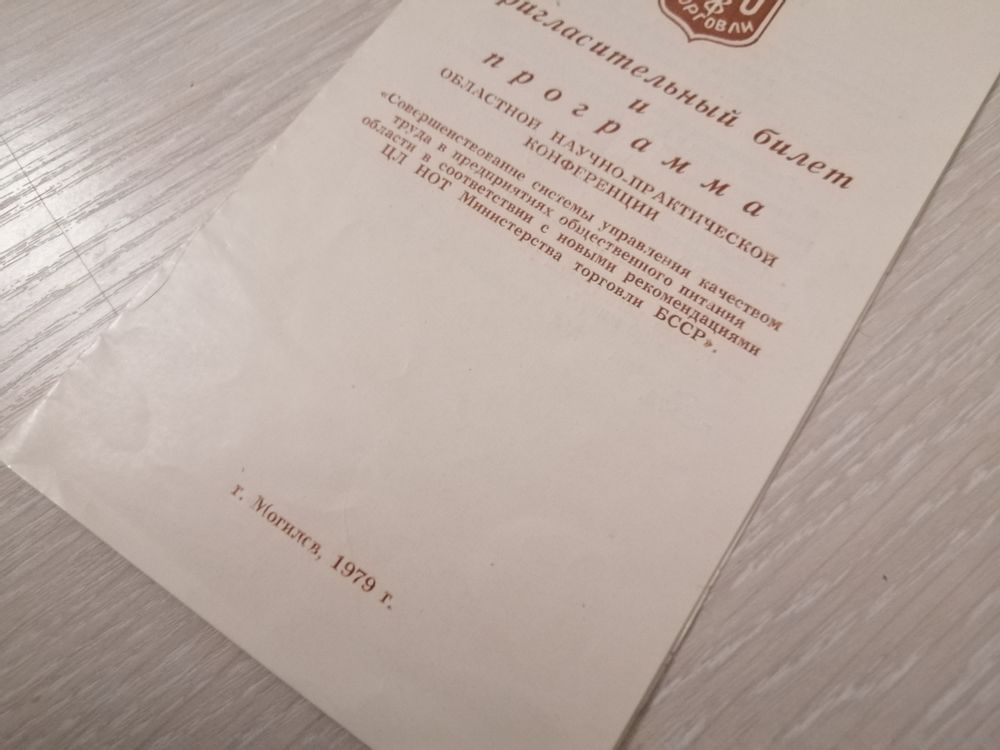 торговли
пригласительный билет
и
программа
ОБЛАСТНОЙ НАУЧНО-ПРАКТИЧЕСКОЙ
КОНФЕРЕНЦИИ
«Совершенствование системы управления качеством
труда в предприятиях общественного питания
области в соответствии с новыми рекомендациями
ЦЛ НОТ Министерства торговли БССР».
г. Могилев, 1979 г.